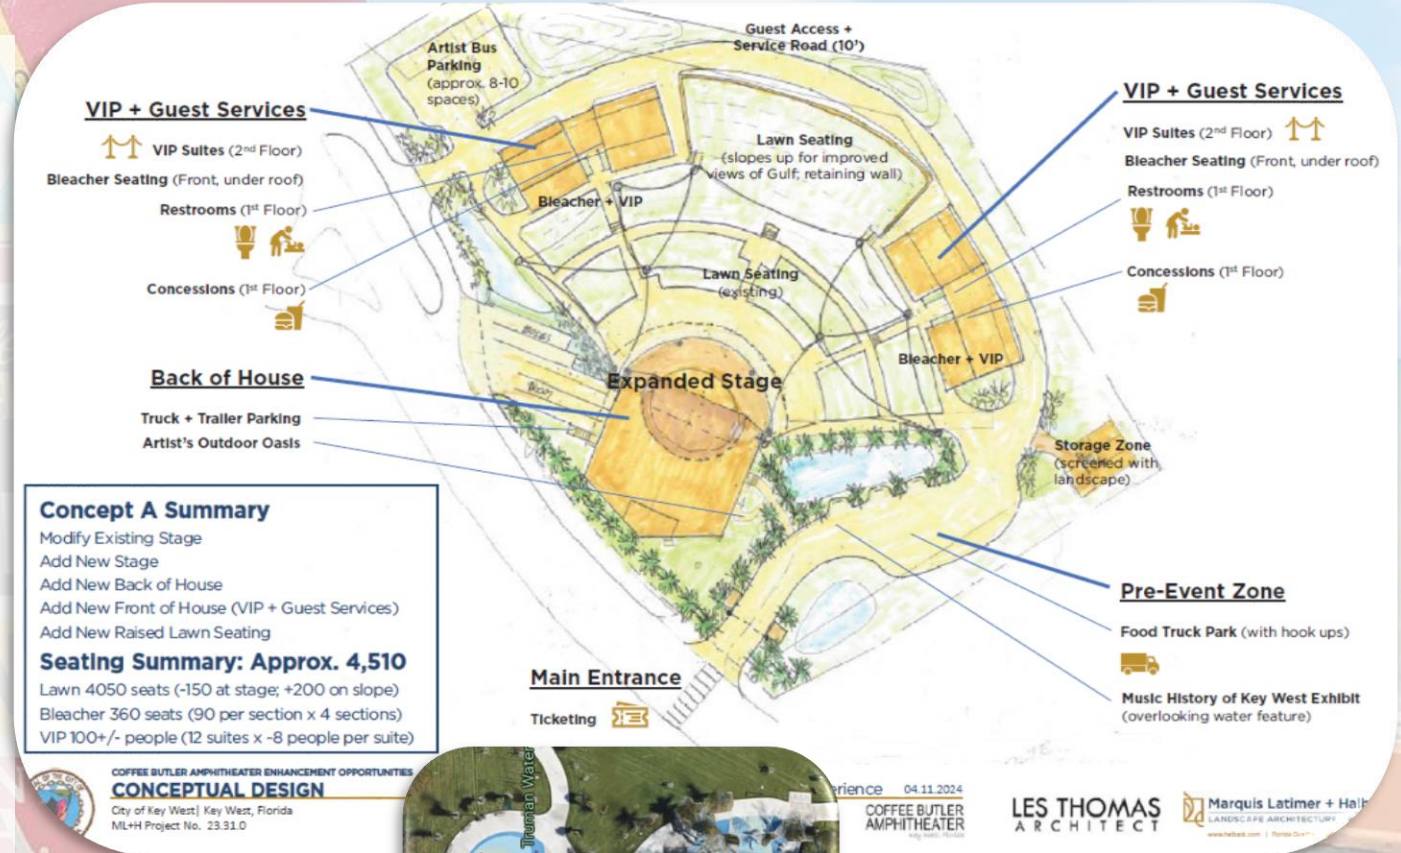 Guest Access +
Service Road (10')
Artist Bus
Parking
(approx. 8-10
spaces)
VIP + Guest Services
VIP Suites (2nd Floor)
Bleacher Seating (Front, under roof)
Restrooms (1st Floor)
Concessions (1st Floor)
VIP + Guest Services
VIP Suites (2nd Floor)
Bleacher Seating (Front, under roof)
Restrooms (1st Floor)
Concessions (1st Floor)
Lawn Seating
(slopes up for improved
views of Gulf; retaining wall)
Bleacher + VIP
Lawn Seating
(existing)
Bleacher + VIP
Expanded Stage
Back of House
Truck + Trailer Parking
Artist's Outdoor Oasis
Storage Zone
(screened with
landscape)
Concept A Summary
Modify Existing Stage
Add New Stage
Add New Back of House
Add New Front of House (VIP + Guest Services)
Add New Raised Lawn Seating
Seating Summary: Approx. 4,510
Lawn 4050 seats (-150 at stage; +200 on slope)
Bleacher 360 seats (90 per section x 4 sections)
VIP 100+/- people (12 suites x ~8 people per suite)
Pre-Event Zone
Food Truck Park (with hook ups)
Music History of Key West Exhibit
(overlooking water feature)
Main Entrance
Ticketing
COFFEE BUTLER AMPHITHEATER ENHANCEMENT OPPORTUNITIES
CONCEPTUAL DESIGN
City of Key West| Key West, Florida
ML+H Project No. 23.31.0
Truman Water
erience 04.11.2024
COFFEE BUTLER
AMPHITHEATER
LES THOMAS
ARCHITECT
Marquis Latimer + Halb
LANDSCAPE ARCHITECTURE
www.halback.com